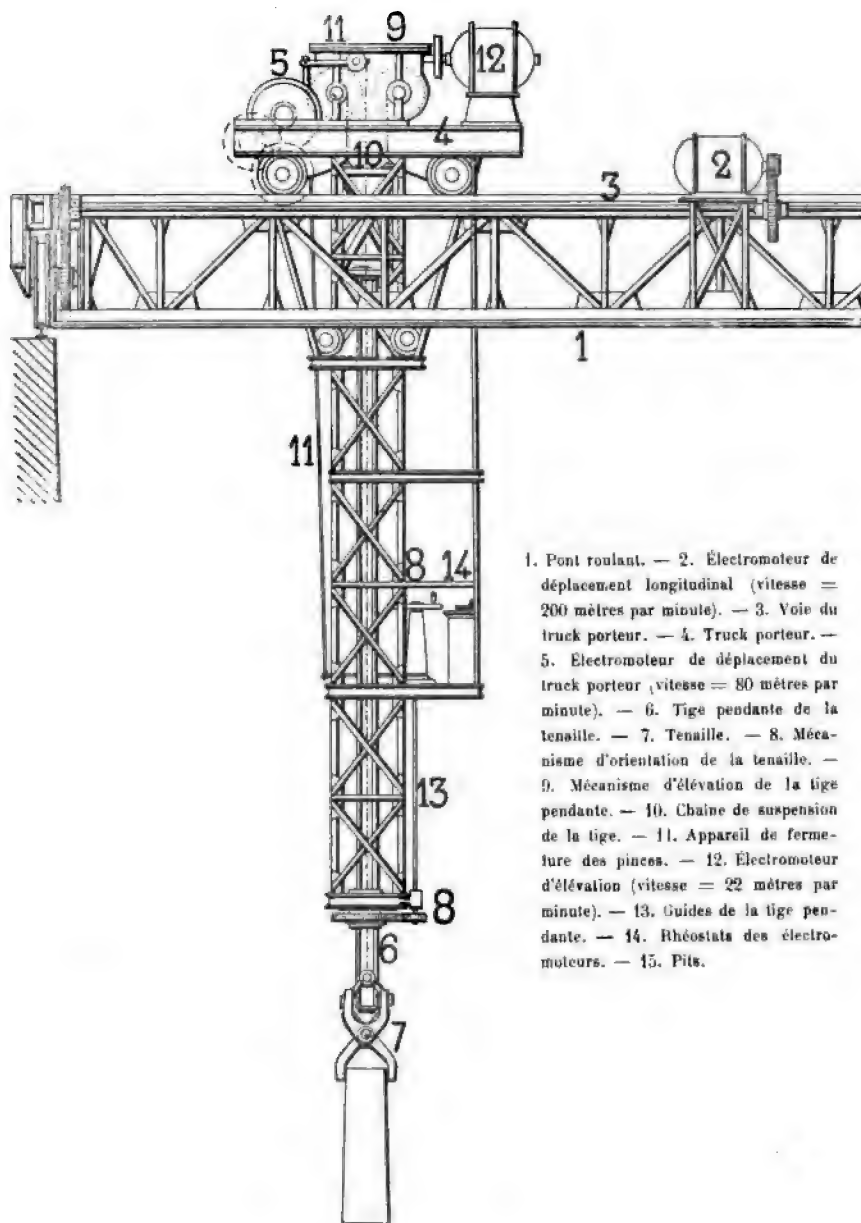 11 9
5
12
4
10
2
3
1
11
8 14
1. Pont roulant. — 2. Électromoteur de
déplacement longitudinal (vitesse =
200 mètres par minute). — 3. Voie du
truck porteur. — 4. Truck porteur. —
5. Électromoteur de déplacement du
truck porteur (vitesse = 80 mètres par
minute). — 6. Tige pendante de la
tenaille. — 7. Tenaille. — 8. Méca-
nisme d'orientation de la tenaille. —
9. Mécanisme d'élévation de la tige
pendante. — 10. Chaîne de suspension
de la tige. — 11. Appareil de ferme-
ture des pinces. — 12. Électromoteur
d'élévation (vitesse = 22 mètres par
minute). — 13. Guides de la tige pen-
dante. — 14. Rhéostats des électro-
moteurs. — 15. Pits.
13
8
6
7